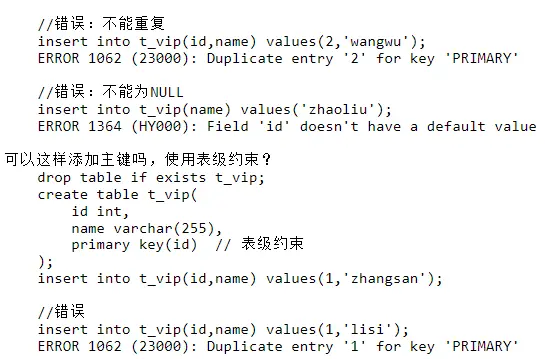 //错误：不能重复
insert into t_vip(id,name) values(2,'wangwu');
ERROR 1062 (23000): Duplicate entry '2' for key 'PRIMARY'
//错误：不能为NULL
insert into t_vip(name) values('zhaoliu');
ERROR 1364 (HY000): Field 'id' doesn't have a default value
可以这样添加主键吗，使用表级约束？
drop table if exists t_vip;
create table t_vip(
id int,
name varchar(255),
primary key(id)  // 表级约束
);
insert into t_vip(id,name) values(1,'zhangsan');
//错误
insert into t_vip(id,name) values(1,'lisi');
ERROR 1062 (23000): Duplicate entry '1' for key 'PRIMARY'